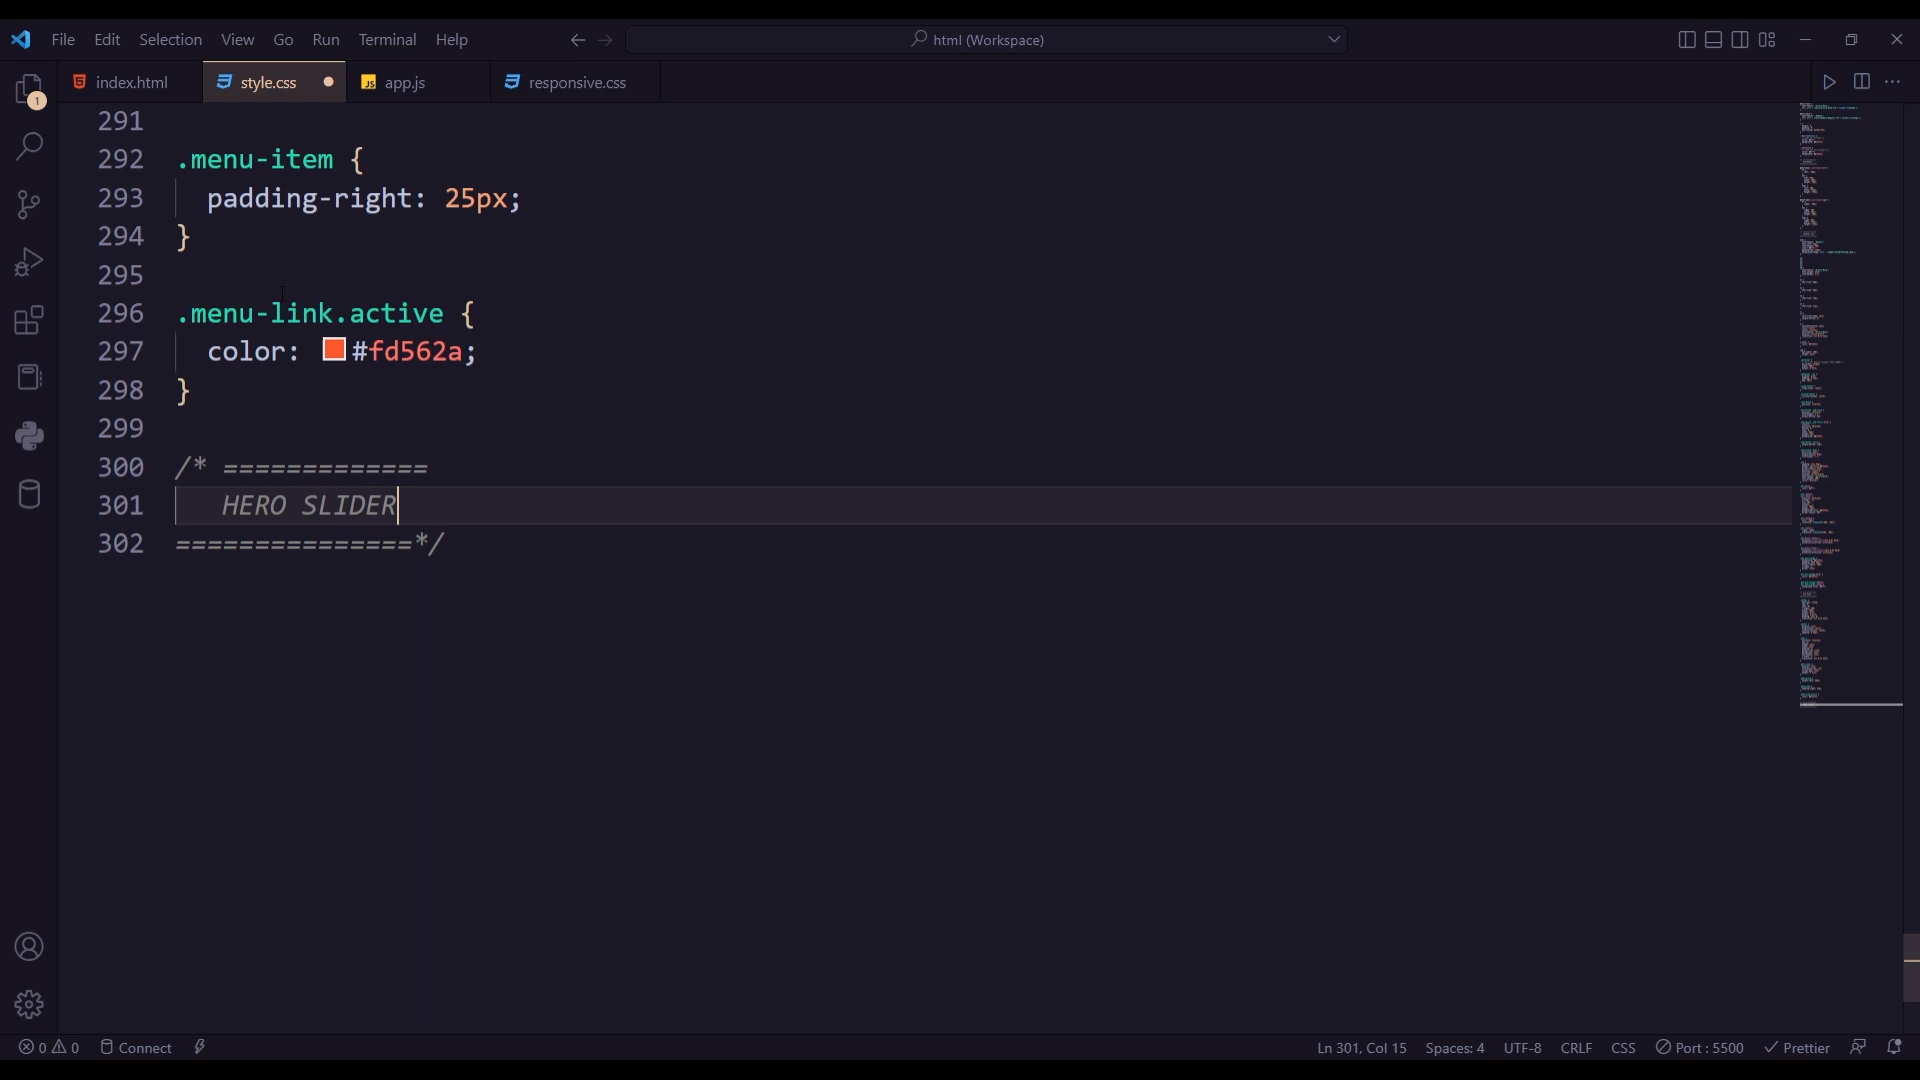 File Edit Selection View Go Run Terminal Help
html (Workspace)
index.html
style.css
JS app.js
responsive.css
1
291
292 .menu-item {
293 padding-right: 25px;
294 }
295
296 .menu-link.active {
297 color: #fd562a;
298 }
299
300 /* =============
301 HERO SLIDER
302 ===============*/
0 0 Connect
Ln 301, Col 15 Spaces: 4 UTF-8 CRLF CSS Port : 5500 Prettier